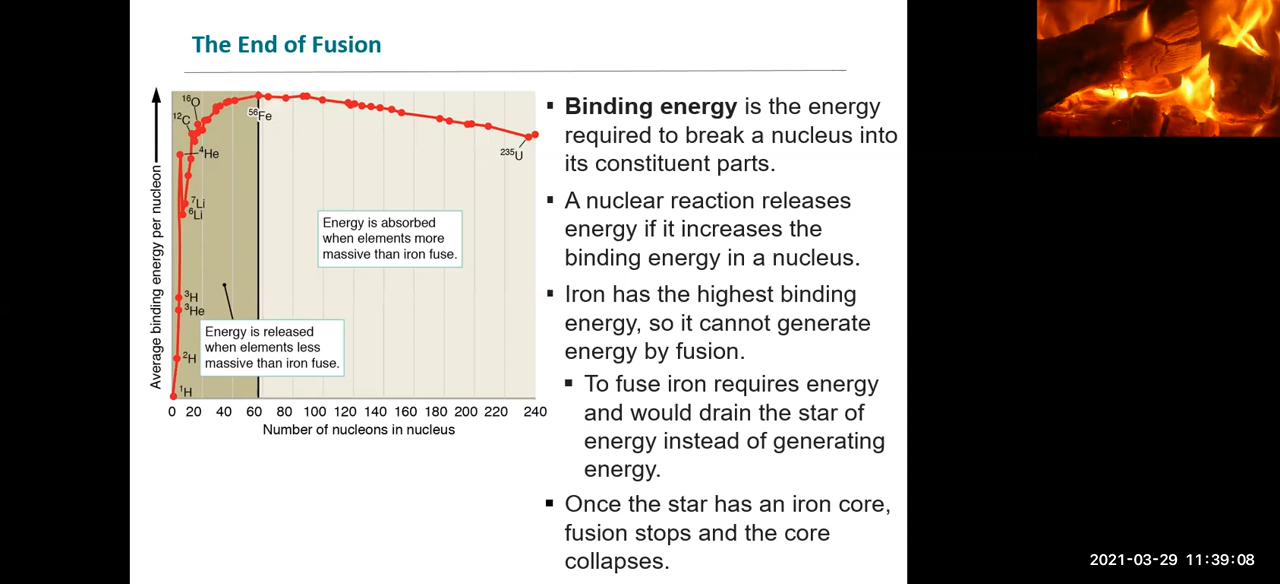 The End of Fusion
Average binding energy per nucleon
¹⁶O
¹²C
⁴He
⁷Li
⁶Li
³H
³He
²H
¹H
⁵⁶Fe
²³⁵U
Energy is absorbed
when elements more
massive than iron fuse.
Energy is released
when elements less
massive than iron fuse.
0 20 40 60 80 100 120 140 160 180 200 220 240
Number of nucleons in nucleus
▪ Binding energy is the energy
required to break a nucleus into
its constituent parts.
▪ A nuclear reaction releases
energy if it increases the
binding energy in a nucleus.
▪ Iron has the highest binding
energy, so it cannot generate
energy by fusion.
▪ To fuse iron requires energy
and would drain the star of
energy instead of generating
energy.
▪ Once the star has an iron core,
fusion stops and the core
collapses.
2021-03-29 11:39:08